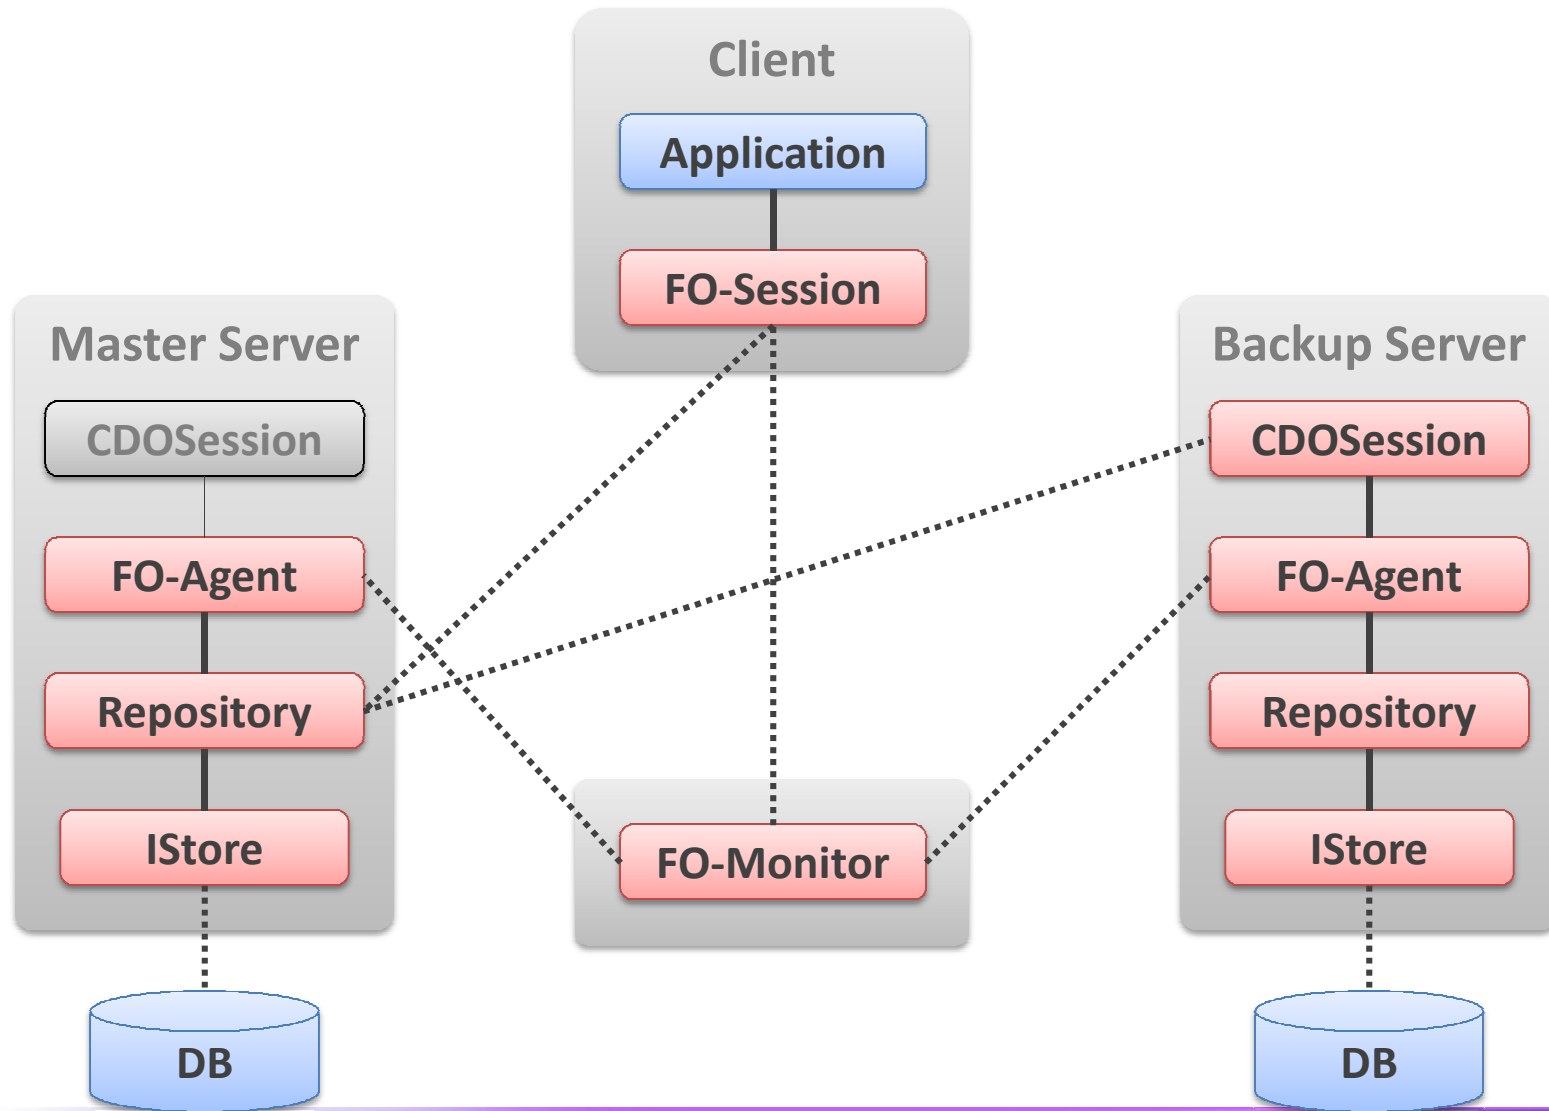 Client
Application
FO-Session
Master Server
CDOSession
FO-Agent
Repository
IStore
DB
FO-Monitor
Backup Server
CDOSession
FO-Agent
Repository
IStore
DB